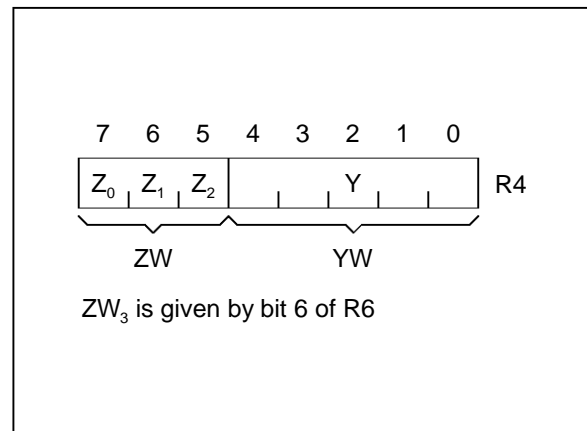 7 6 5 4 3 2 1 0
Z₀ Z₁ Z₂ Y R4
ZW YW
ZW₃ is given by bit 6 of R6